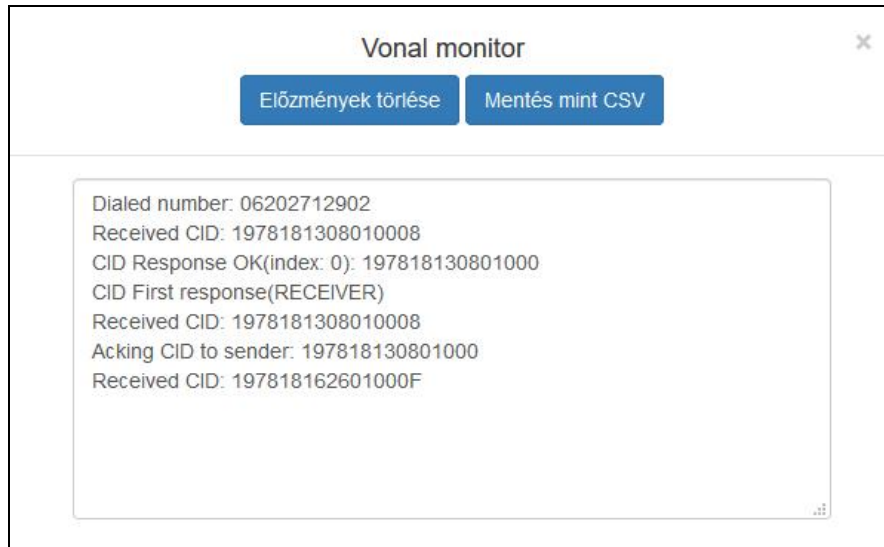 Vonal monitor
×
Előzmények törlése
Mentés mint CSV
Dialed number: 06202712902
Received CID: 1978181308010008
CID Response OK(index: 0): 197818130801000
CID First response(RECEIVER)
Received CID: 1978181308010008
Acking CID to sender: 197818130801000
Received CID: 197818162601000F